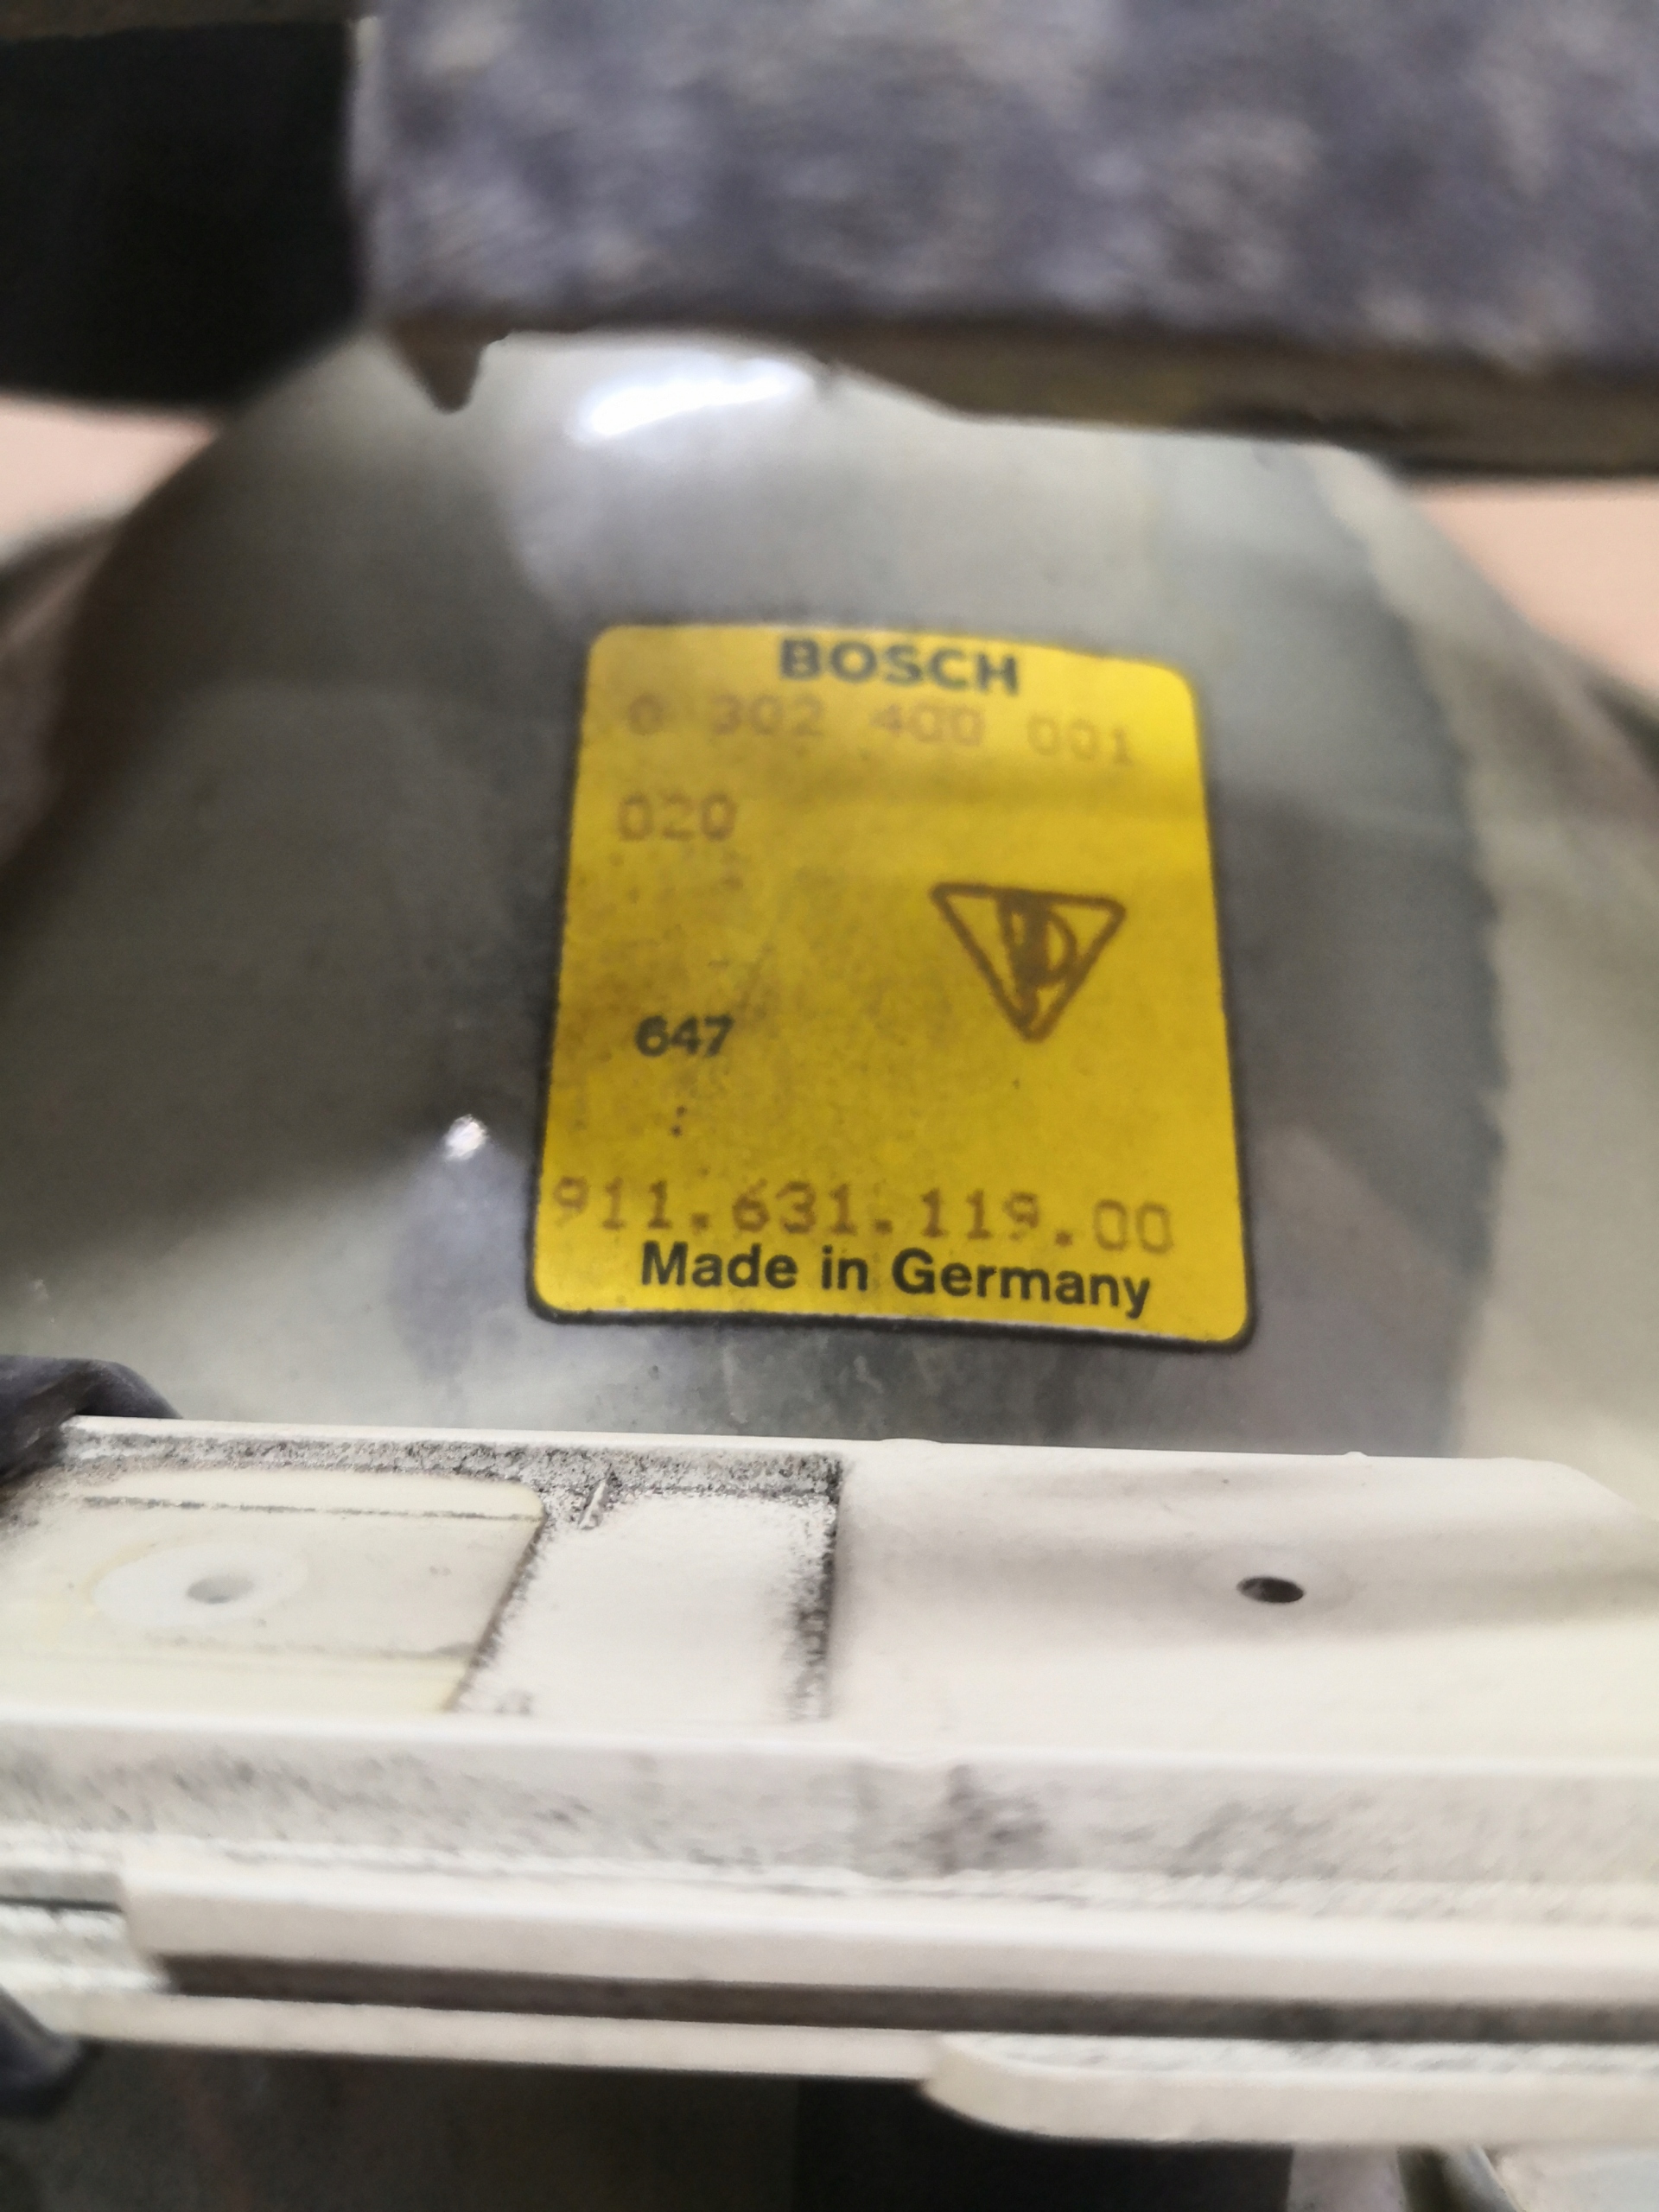 BOSCH
0 302 400 001
020
647
911.631.119.00
Made in Germany